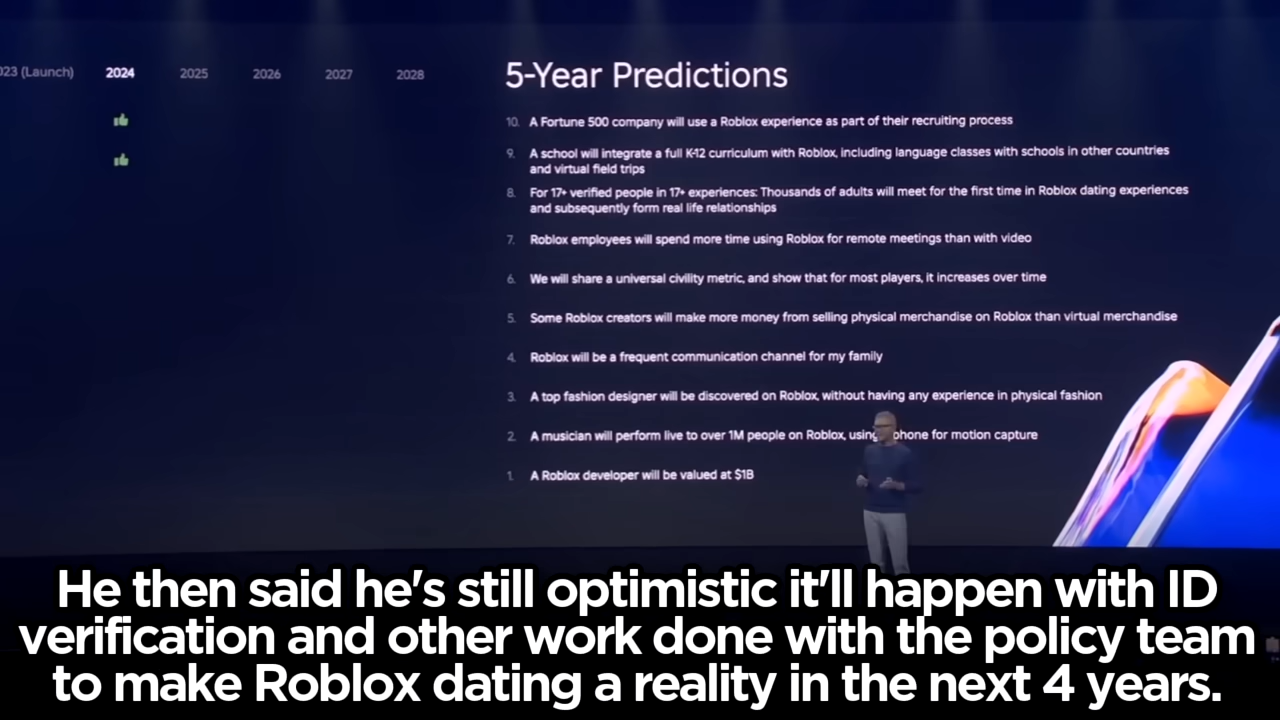 023 (Launch) 2024 2025 2026 2027 2028
5-Year Predictions
10. A Fortune 500 company will use a Roblox experience as part of their recruiting process
9. A school will integrate a full K-12 curriculum with Roblox, including language classes with schools in other countries
and virtual field trips
8. For 17+ verified people in 17+ experiences: Thousands of adults will meet for the first time in Roblox dating experiences
and subsequently form real life relationships
7. Roblox employees will spend more time using Roblox for remote meetings than with video
6. We will share a universal civility metric, and show that for most players, it increases over time
5. Some Roblox creators will make more money from selling physical merchandise on Roblox than virtual merchandise
4. Roblox will be a frequent communication channel for my family
3. A top fashion designer will be discovered on Roblox, without having any experience in physical fashion
2. A musician will perform live to over 1M people on Roblox, using phone for motion capture
1. A Roblox developer will be valued at $1B
He then said he's still optimistic it'll happen with ID
verification and other work done with the policy team
to make Roblox dating a reality in the next 4 years.